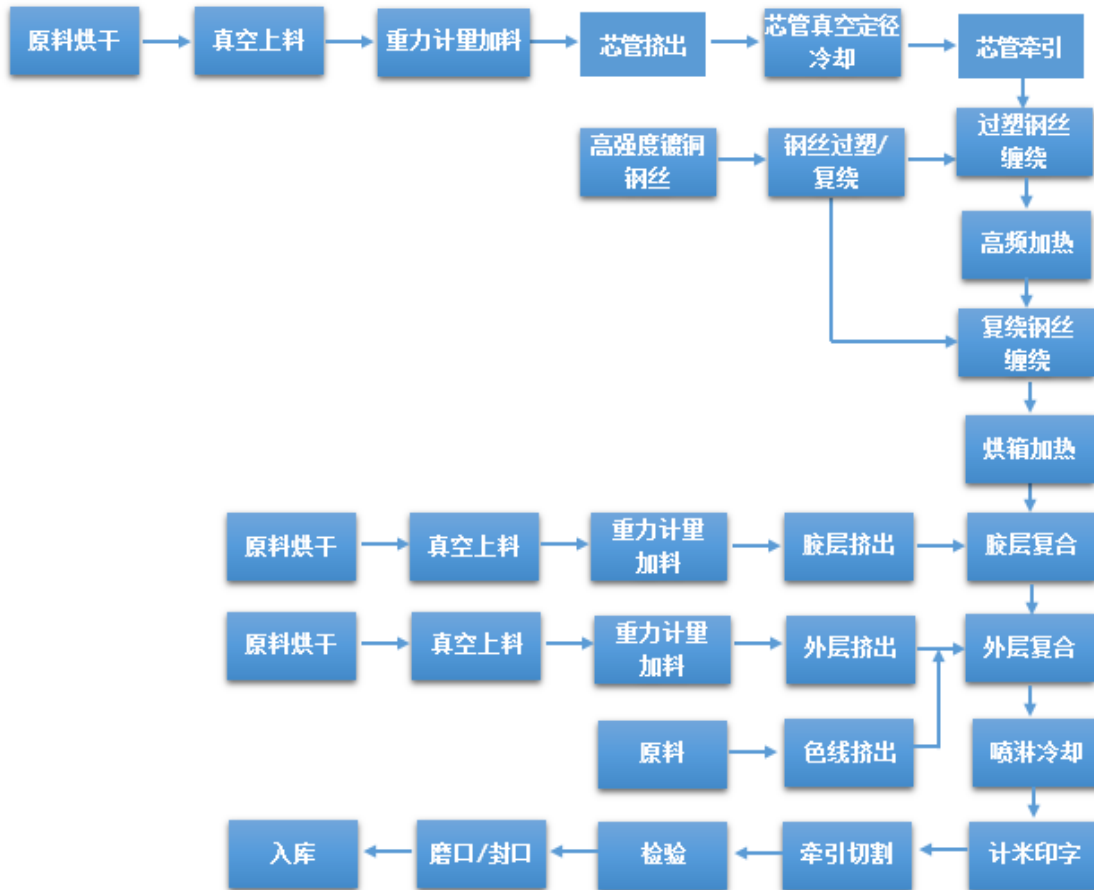 原料烘干
真空上料
重力计量加料
芯管挤出
芯管真空定径
冷却
芯管牵引
高强度镀铜
钢丝
钢丝过塑/
复绕
过塑钢丝
缠绕
高频加热
复绕钢丝
缠绕
烘箱加热
原料烘干
真空上料
重力计量
加料
胶层挤出
胶层复合
原料烘干
真空上料
重力计量
加料
外层挤出
外层复合
原料
色线挤出
喷淋冷却
入库
磨口/封口
检验
牵引切割
计米印字